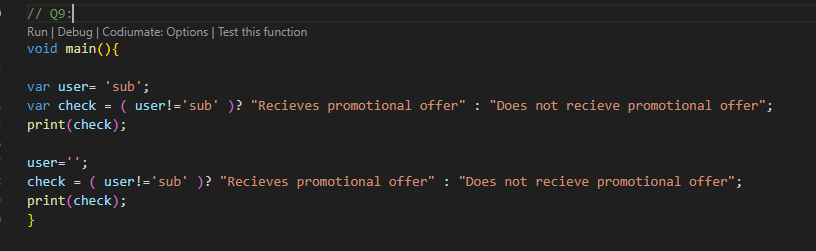 // Q9:
Run | Debug | Codiumate: Options | Test this function
void main(){
var user= 'sub';
var check = ( user!='sub' )? "Recieves promotional offer" : "Does not recieve promotional offer";
print(check);
user='';
check = ( user!='sub' )? "Recieves promotional offer" : "Does not recieve promotional offer";
print(check);
}